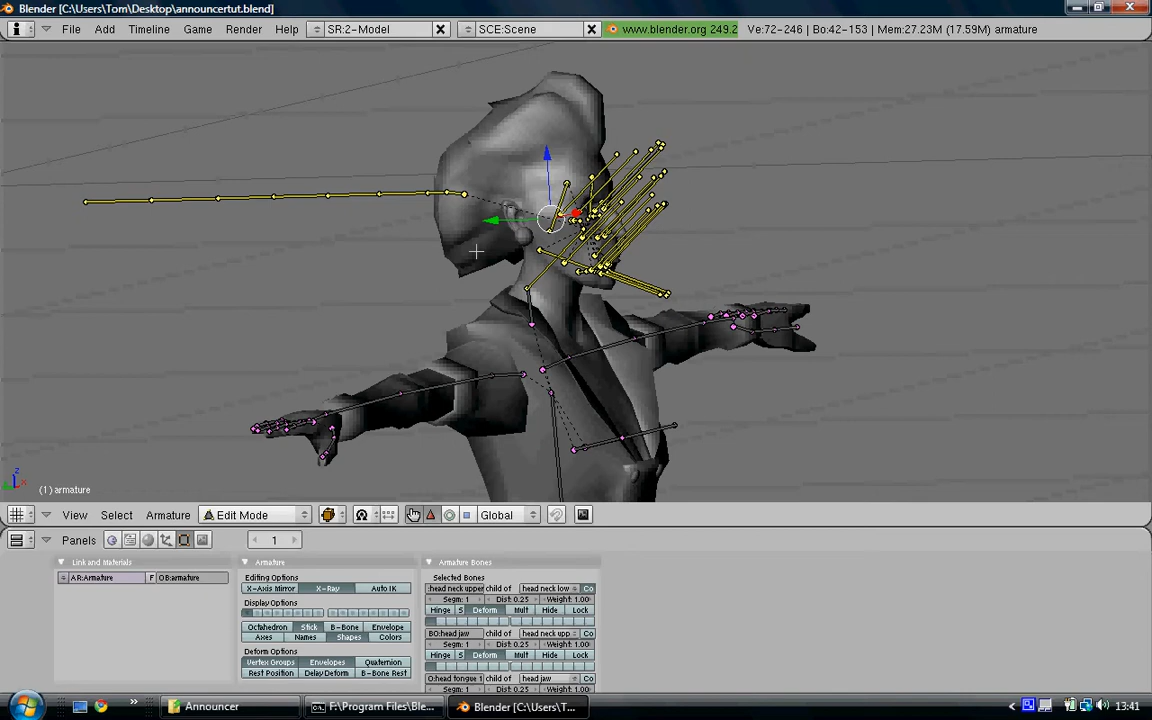 Blender [C:\Users\Tom\Desktop\announcertut.blend]
File Add Timeline Game Render Help SR:2-Model SCE:Scene www.blender.org 249.2 Ve:72-246 | Bo:42-153 | Mem:27.23M (17.59M) armature
z
(1) armature
View Select Armature Edit Mode Global
Panels 1
Link and Materials
AR:Armature F OB:armature
Armature
Editing Options
X-Axis Mirror X-Ray Auto IK
Display Options
Octahedron Stick B-Bone Envelope
Axes Names Shapes Colors
Deform Options
Vertex Groups Envelopes Quaternion
Rest Position Delay Deform B-Bone Rest
Armature Bones
Selected Bones
:head neck upper child of head neck low Co
Segm: 1 Dist: 0.25 Weight: 1.00
Hinge S Deform Mult Hide Lock
BO:head jaw child of head neck upp Co
Segm: 1 Dist: 0.25 Weight: 1.00
Hinge S Deform Mult Hide Lock
O:head tongue 1 child of head jaw Co
Segm: 1 Dist: 0.25 Weight: 1.00
Announcer F:\Program Files\Ble... Blender [C:\Users\T... 13:41